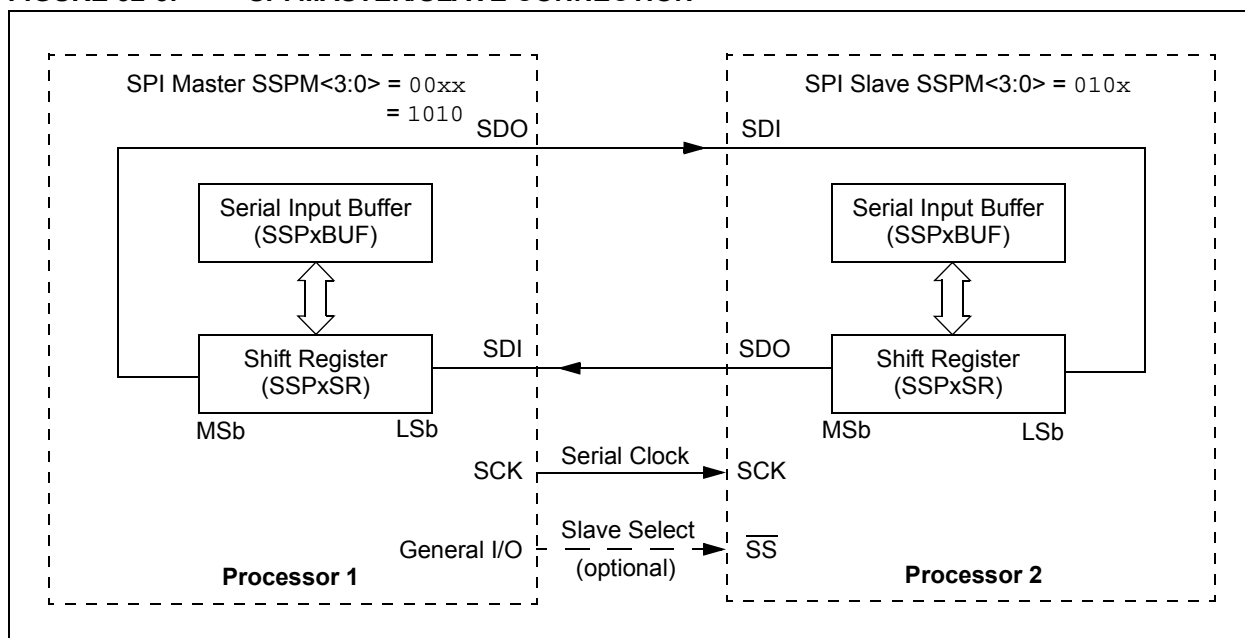 SPI Master SSPM<3:0> = 00xx
= 1010
SPI Slave SSPM<3:0> = 010x
SDO
SDI
Serial Input Buffer
(SSPxBUF)
Serial Input Buffer
(SSPxBUF)
Shift Register
(SSPxSR)
SDI
SDO
Shift Register
(SSPxSR)
MSb
LSb
MSb
LSb
SCK
Serial Clock
SCK
General I/O
Slave Select
(optional)
SS
Processor 1
Processor 2